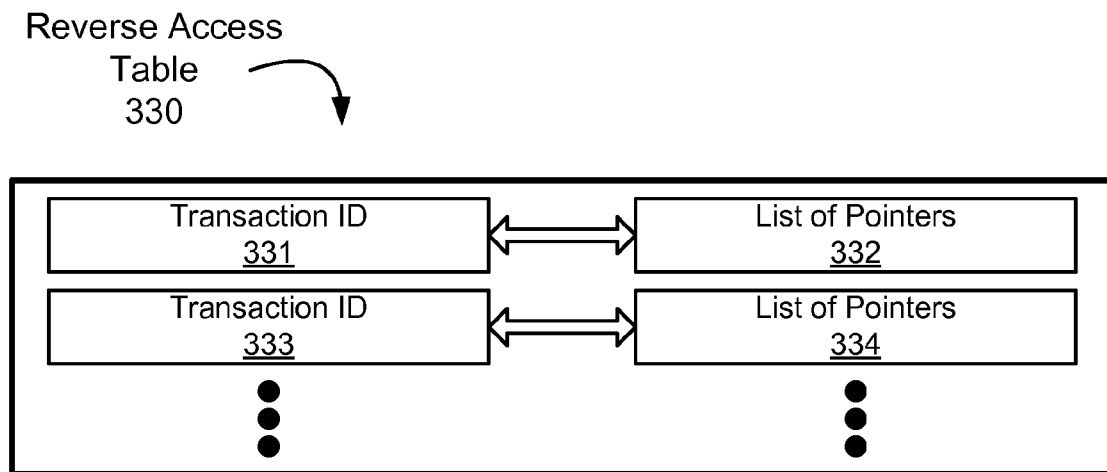 Reverse Access
Table
330
Transaction ID
331
List of Pointers
332
Transaction ID
333
List of Pointers
334